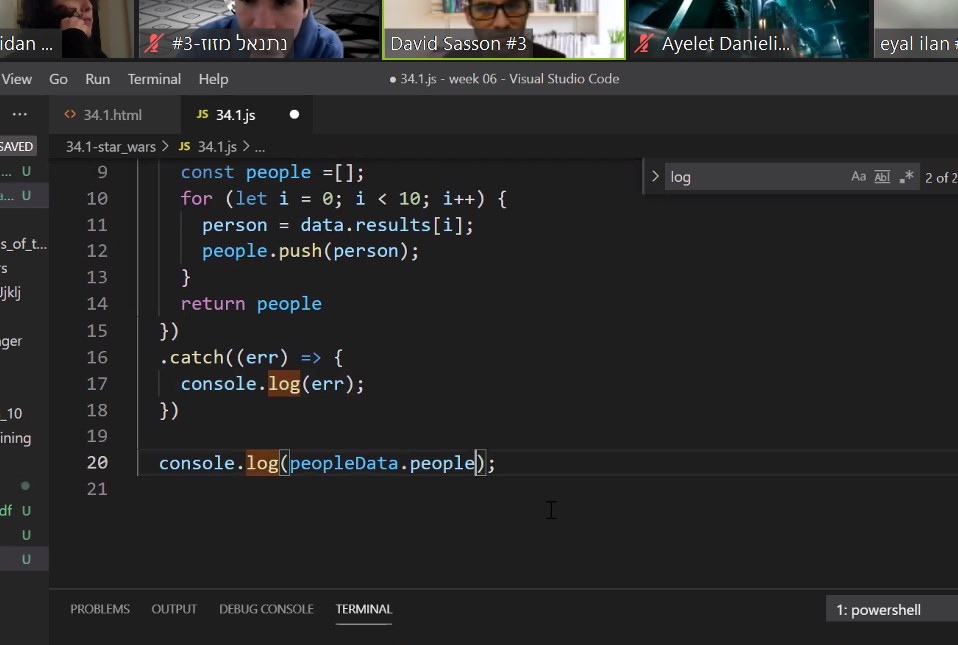 idan ...
#3-נתנאל מזוז
David Sasson #3
Ayelet Danieli...
eyal ilan #
View Go Run Terminal Help
● 34.1.js - week 06 - Visual Studio Code
<> 34.1.html
JS 34.1.js ●
SAVED
34.1-star_wars > JS 34.1.js > ...
... U
a... U
s_of_t...
rs
Jjklj
ger
_10
ining
df U
U
U
> log Aa Abl .* 2 of 2
9 const people =[];
10 for (let i = 0; i < 10; i++) {
11 person = data.results[i];
12 people.push(person);
13 }
14 return people
15 })
16 .catch((err) => {
17 console.log(err);
18 })
19
20 console.log(peopleData.people);
21
PROBLEMS OUTPUT DEBUG CONSOLE TERMINAL
1: powershell